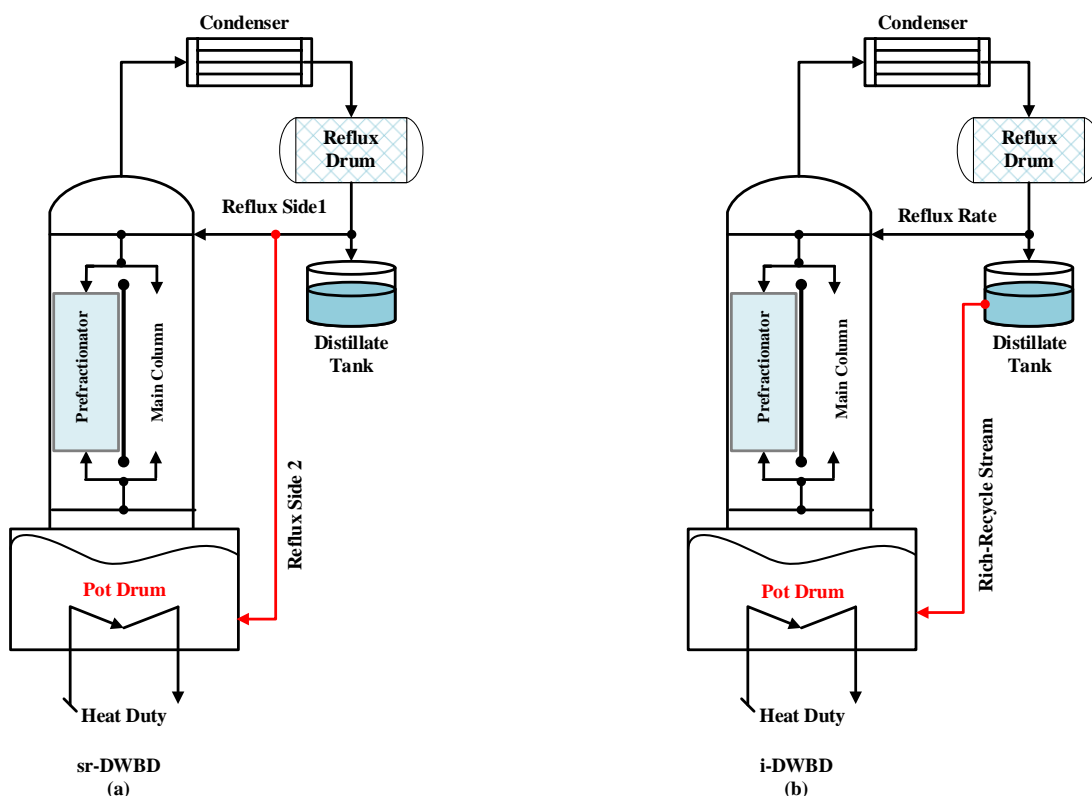 Condenser
Reflux
Drum
Reflux Side1
Distillate
Tank
Prefractionator
Main Column
Reflux Side 2
Pot Drum
Heat Duty
sr-DWBD
(a)
Condenser
Reflux
Drum
Reflux Rate
Distillate
Tank
Prefractionator
Main Column
Rich-Recycle Stream
Pot Drum
Heat Duty
i-DWBD
(b)